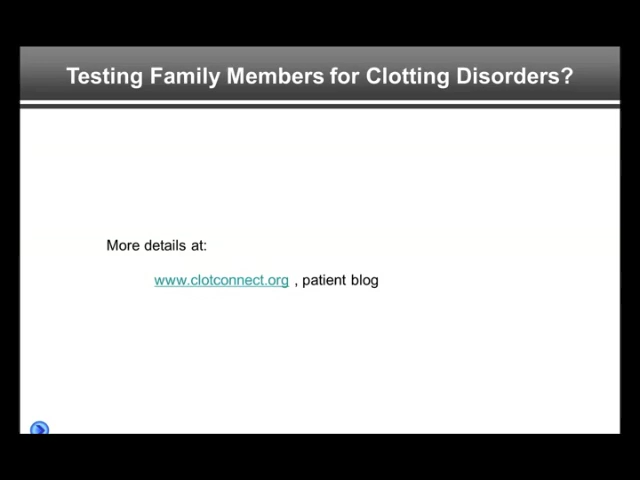 Testing Family Members for Clotting Disorders?
More details at:
www.clotconnect.org , patient blog